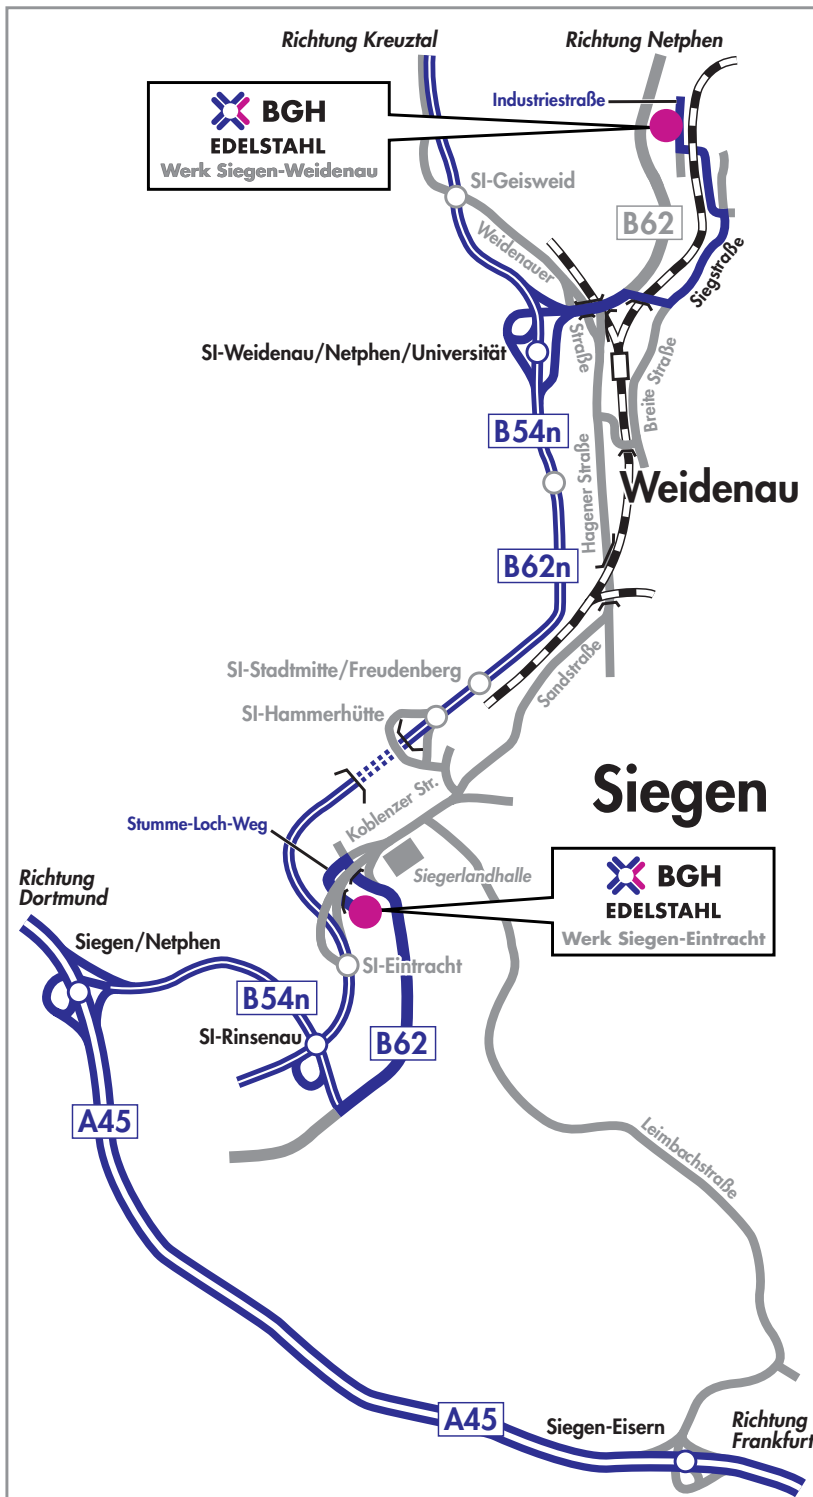 Richtung Kreuztal
Richtung Netphen
BGH
EDELSTAHL
Werk Siegen-Weidenau
Industriestraße
SI-Geisweid
B62
Weidenauer
Straße
Siegstraße
SI-Weidenau/Netphen/Universität
Breite Straße
B54n
Hagener Straße
Weidenau
B62n
SI-Stadtmitte/Freudenberg
Sandstraße
SI-Hammerhütte
Siegen
Koblenzer Str.
Stumme-Loch-Weg
Siegerlandhalle
BGH
EDELSTAHL
Werk Siegen-Eintracht
Richtung
Dortmund
Siegen/Netphen
SI-Eintracht
B54n
SI-Rinsenau
B62
A45
Leimbachstraße
A45
Siegen-Eisern
Richtung
Frankfurt